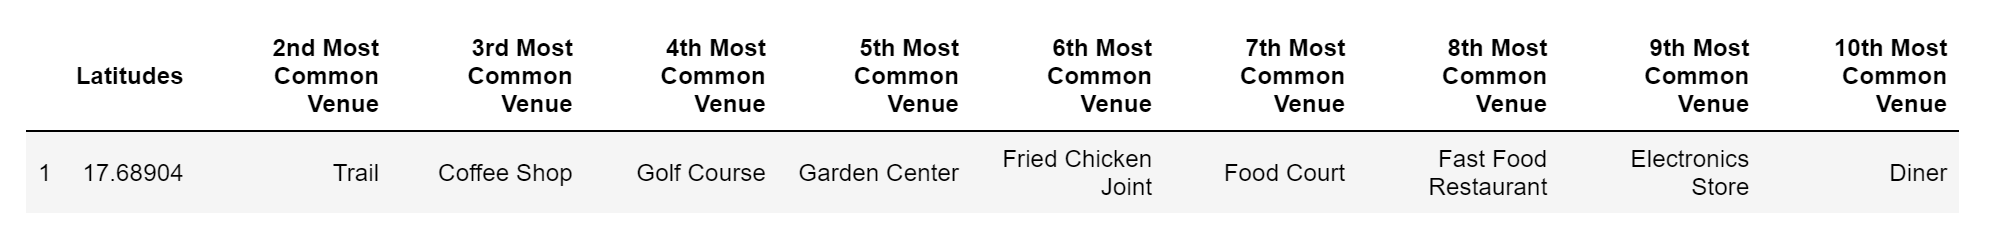 Latitudes 2nd Most Common Venue 3rd Most Common Venue 4th Most Common Venue 5th Most Common Venue 6th Most Common Venue 7th Most Common Venue 8th Most Common Venue 9th Most Common Venue 10th Most Common Venue
1 17.68904 Trail Coffee Shop Golf Course Garden Center Fried Chicken Joint Food Court Fast Food Restaurant Electronics Store Diner